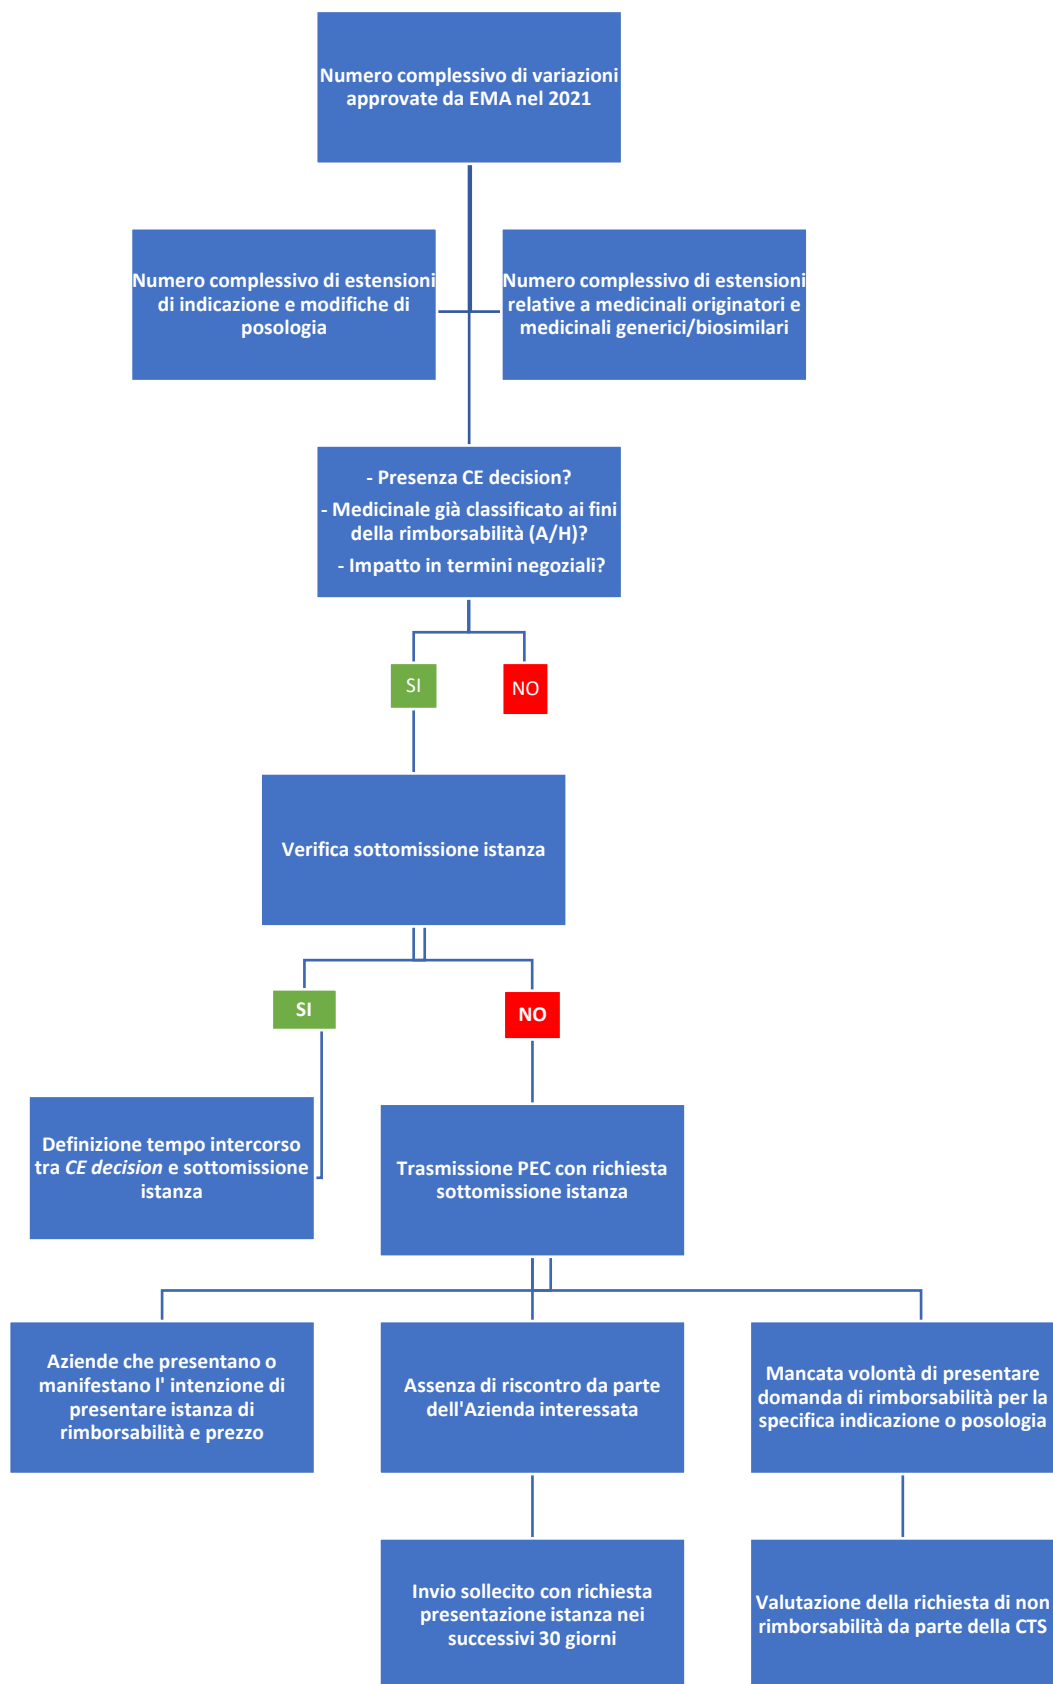 Numero complessivo di variazioni
approvate da EMA nel 2021
Numero complessivo di estensioni
di indicazione e modifiche di
posologia
Numero complessivo di estensioni
relative a medicinali originatori e
medicinali generici/biosimilari
- Presenza CE decision?
- Medicinale già classificato ai fini
della rimborsabilità (A/H)?
- Impatto in termini negoziali?
SI
NO
Verifica sottomissione istanza
SI
NO
Definizione tempo intercorso
tra CE decision e sottomissione
istanza
Trasmissione PEC con richiesta
sottomissione istanza
Aziende che presentano o
manifestano l' intenzione di
presentare istanza di
rimborsabilità e prezzo
Assenza di riscontro da parte
dell'Azienda interessata
Mancata volontà di presentare
domanda di rimborsabilità per la
specifica indicazione o posologia
Invio sollecito con richiesta
presentazione istanza nei
successivi 30 giorni
Valutazione della richiesta di non
rimborsabilità da parte della CTS